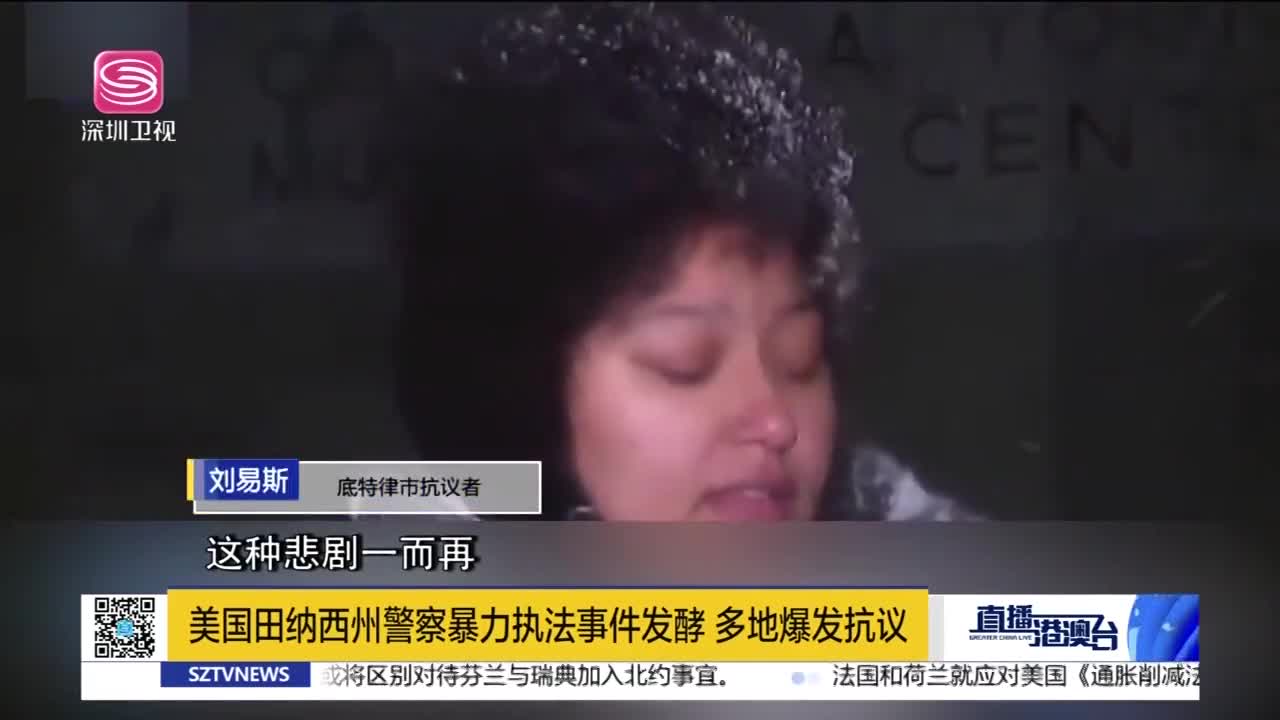 深圳卫视
CENT
刘易斯
底特律市抗议者
这种悲剧一而再
美国田纳西州警察暴力执法事件发酵 多地爆发抗议
直播港澳台
GREATER CHINA LIVE
SZTVNEWS
或将区别对待芬兰与瑞典加入北约事宜。
法国和荷兰就应对美国《通胀削减法